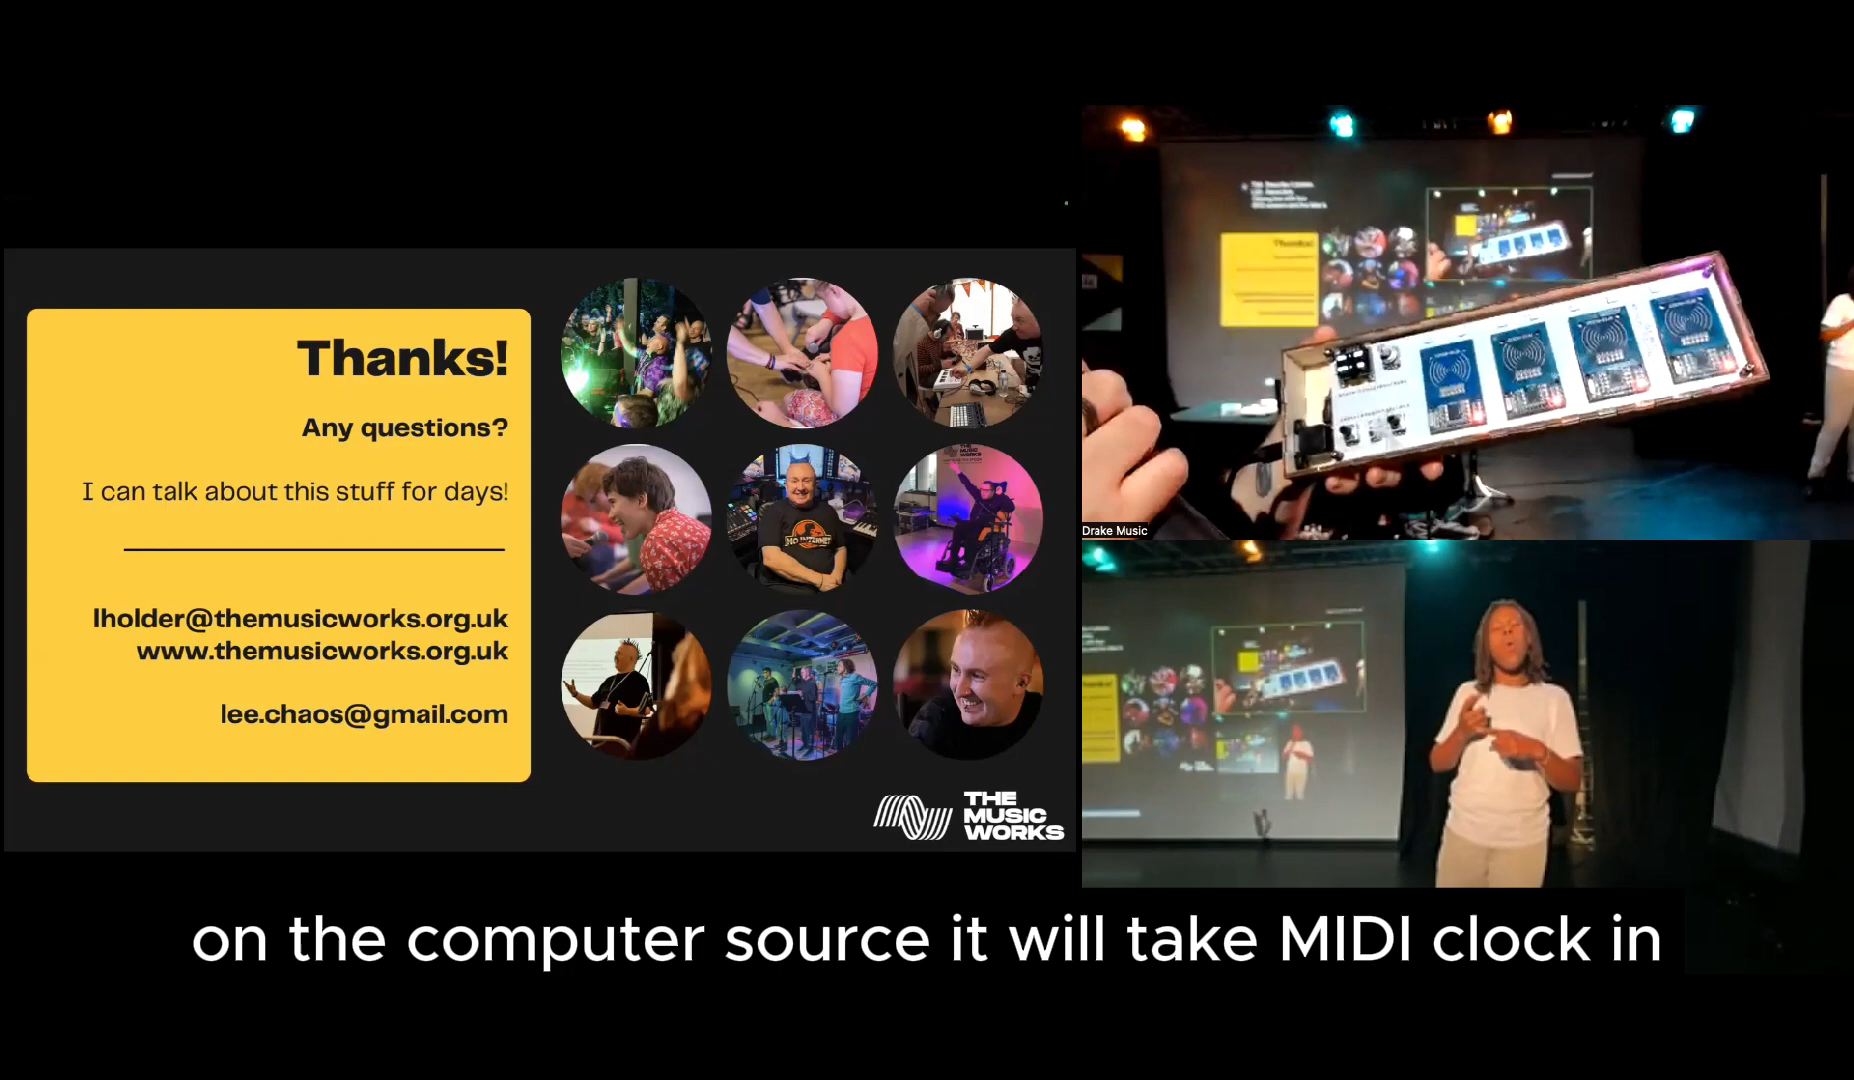 Thanks!
Any questions?
I can talk about this stuff for days!
lholder@themusicworks.org.uk
www.themusicworks.org.uk
lee.chaos@gmail.com
THE
MUSIC
WORKS
Drake Music
on the computer source it will take MIDI clock in